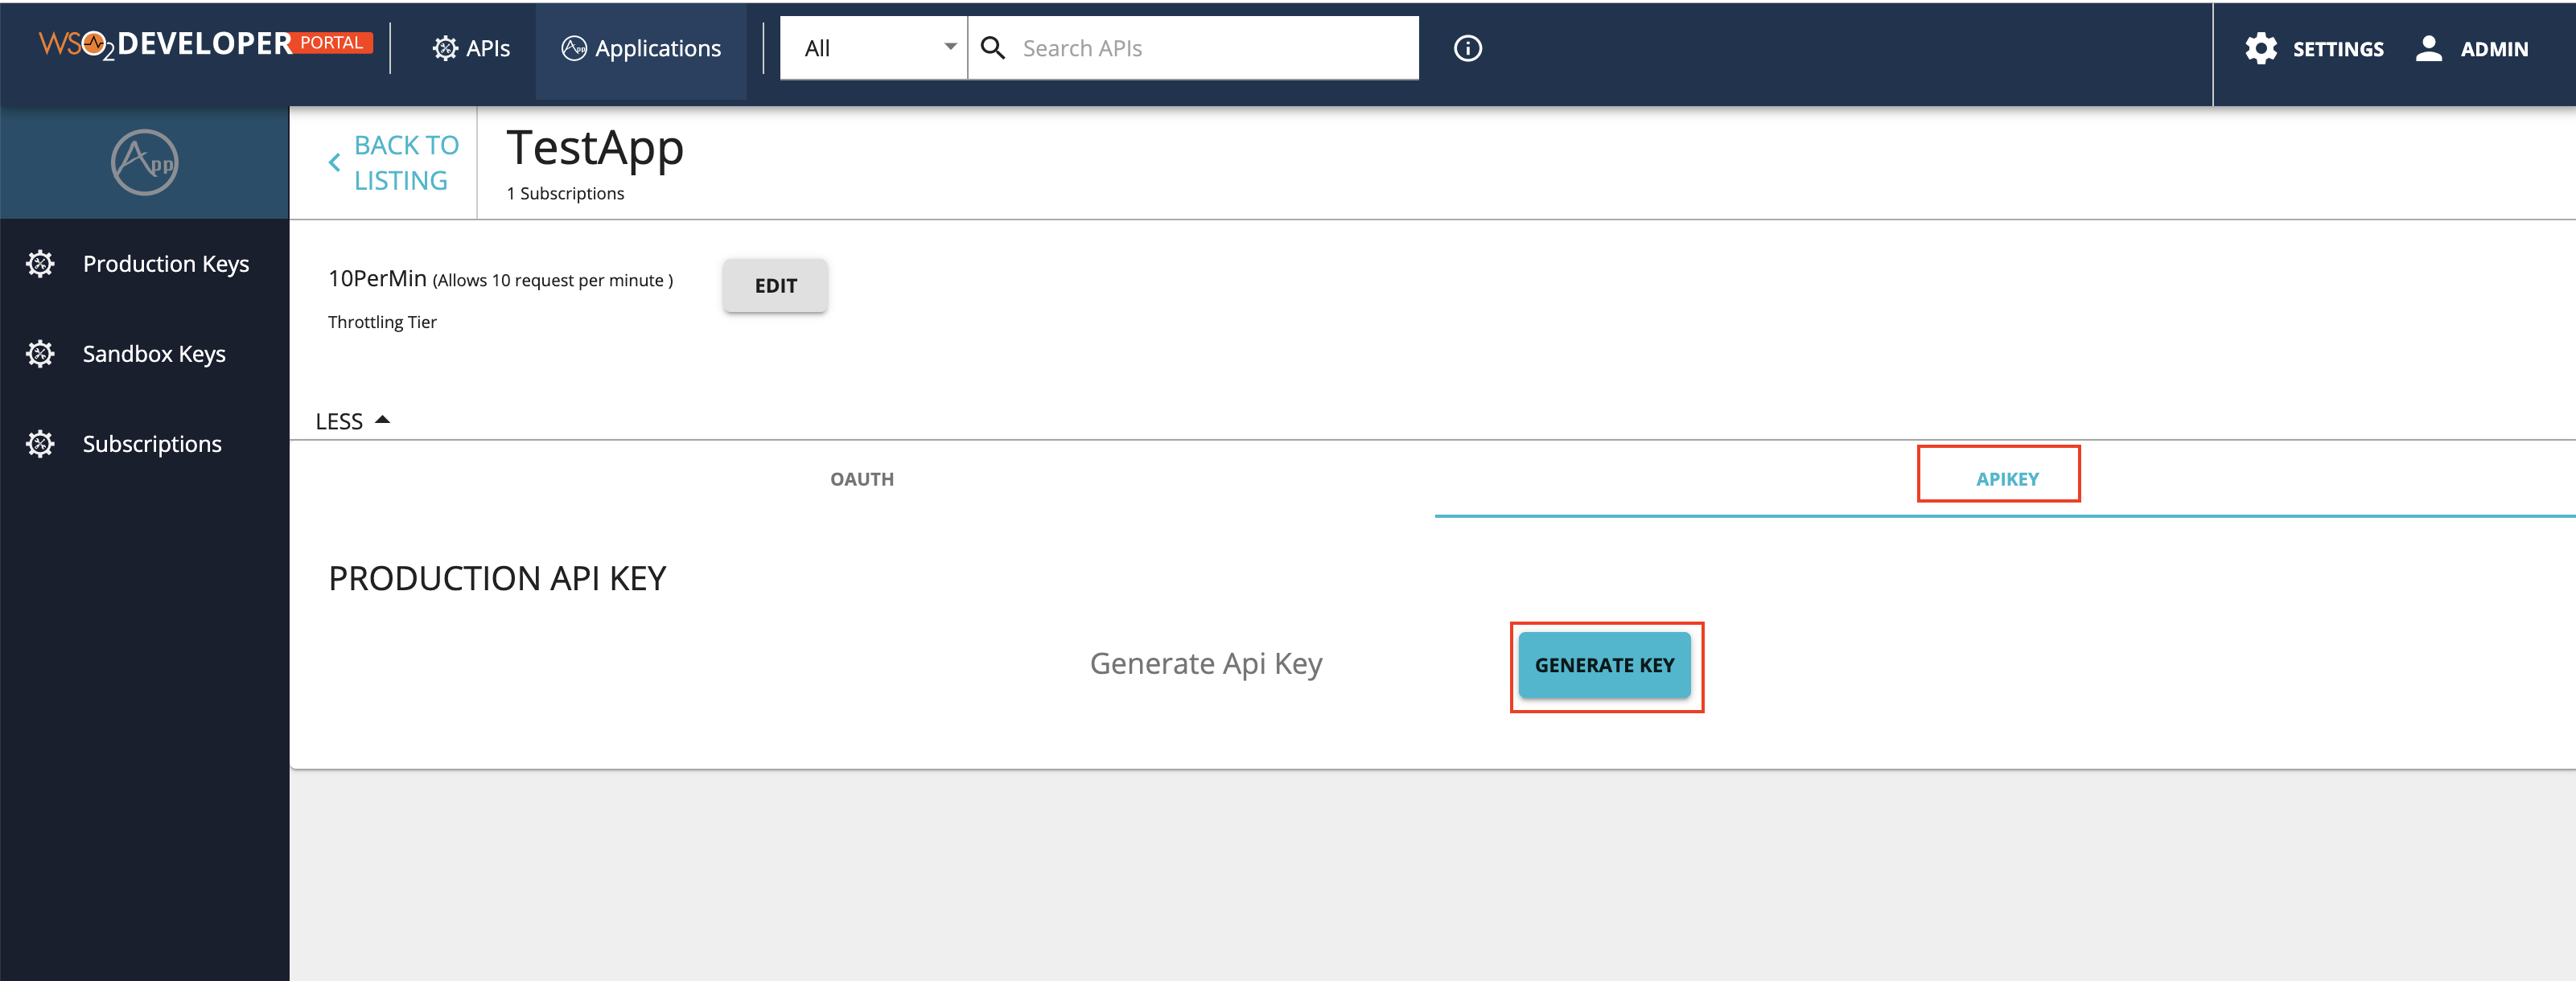 WSO2 DEVELOPER PORTAL
APIs
App Applications
All
Search APIs
SETTINGS
ADMIN
App
BACK TO
LISTING
TestApp
1 Subscriptions
Production Keys
Sandbox Keys
Subscriptions
10PerMin (Allows 10 request per minute )
EDIT
Throttling Tier
LESS
OAUTH
APIKEY
PRODUCTION API KEY
Generate Api Key
GENERATE KEY